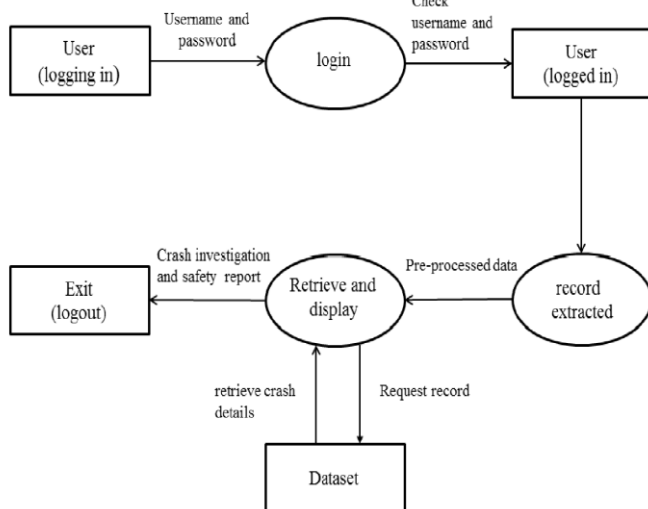 User
(logging in)
Username and
password
login
Check
username and
password
User
(logged in)
Exit
(logout)
Crash investigation
and safety report
Retrieve and
display
Pre-processed data
record
extracted
retrieve crash
details
Request record
Dataset